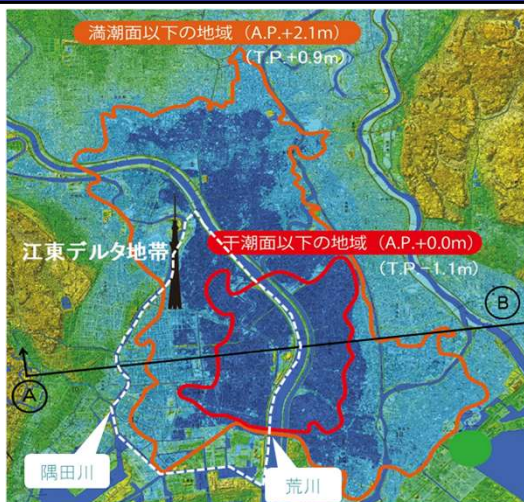 満潮面以下の地域（A.P.+2.1m）
（T.P.+0.9m）
江東デルタ地帯
干潮面以下の地域（A.P.+0.0m）
（T.P.-1.1m）
B
A
隅田川
荒川